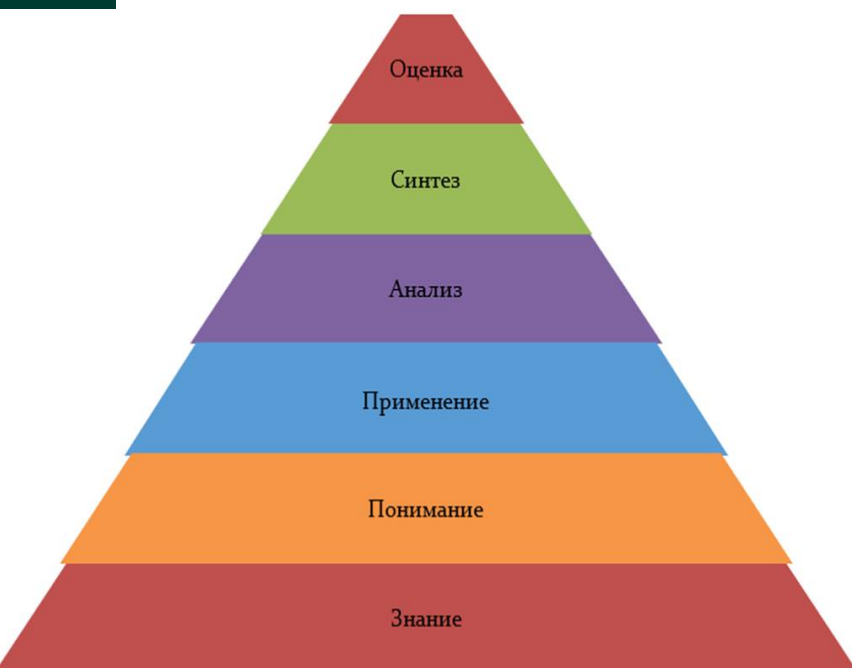 Оценка
Синтез
Анализ
Применение
Понимание
Знание